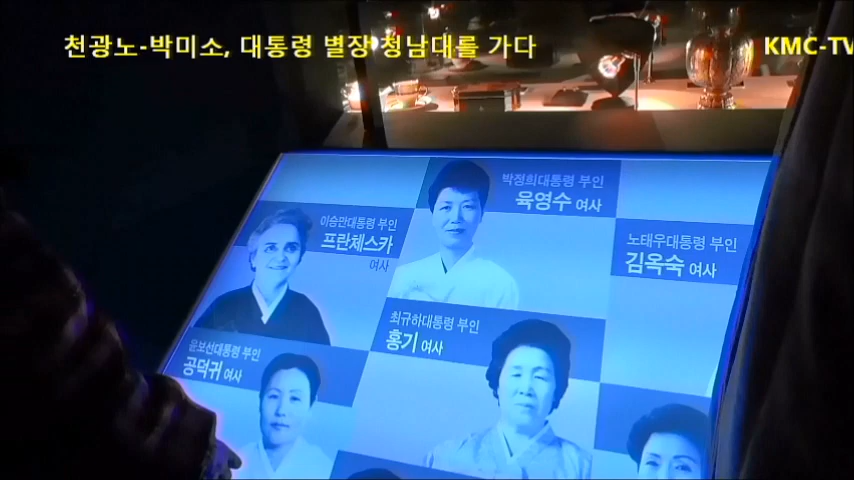 천광노-박미소, 대통령 별장 청남대를 가다
KMC-TV
박정희대통령 부인
육영수 여사
이승만대통령 부인
프란체스카
여사
노태우대통령 부인
김옥숙 여사
최규하대통령 부인
홍기 여사
윤보선대통령 부인
공덕귀 여사